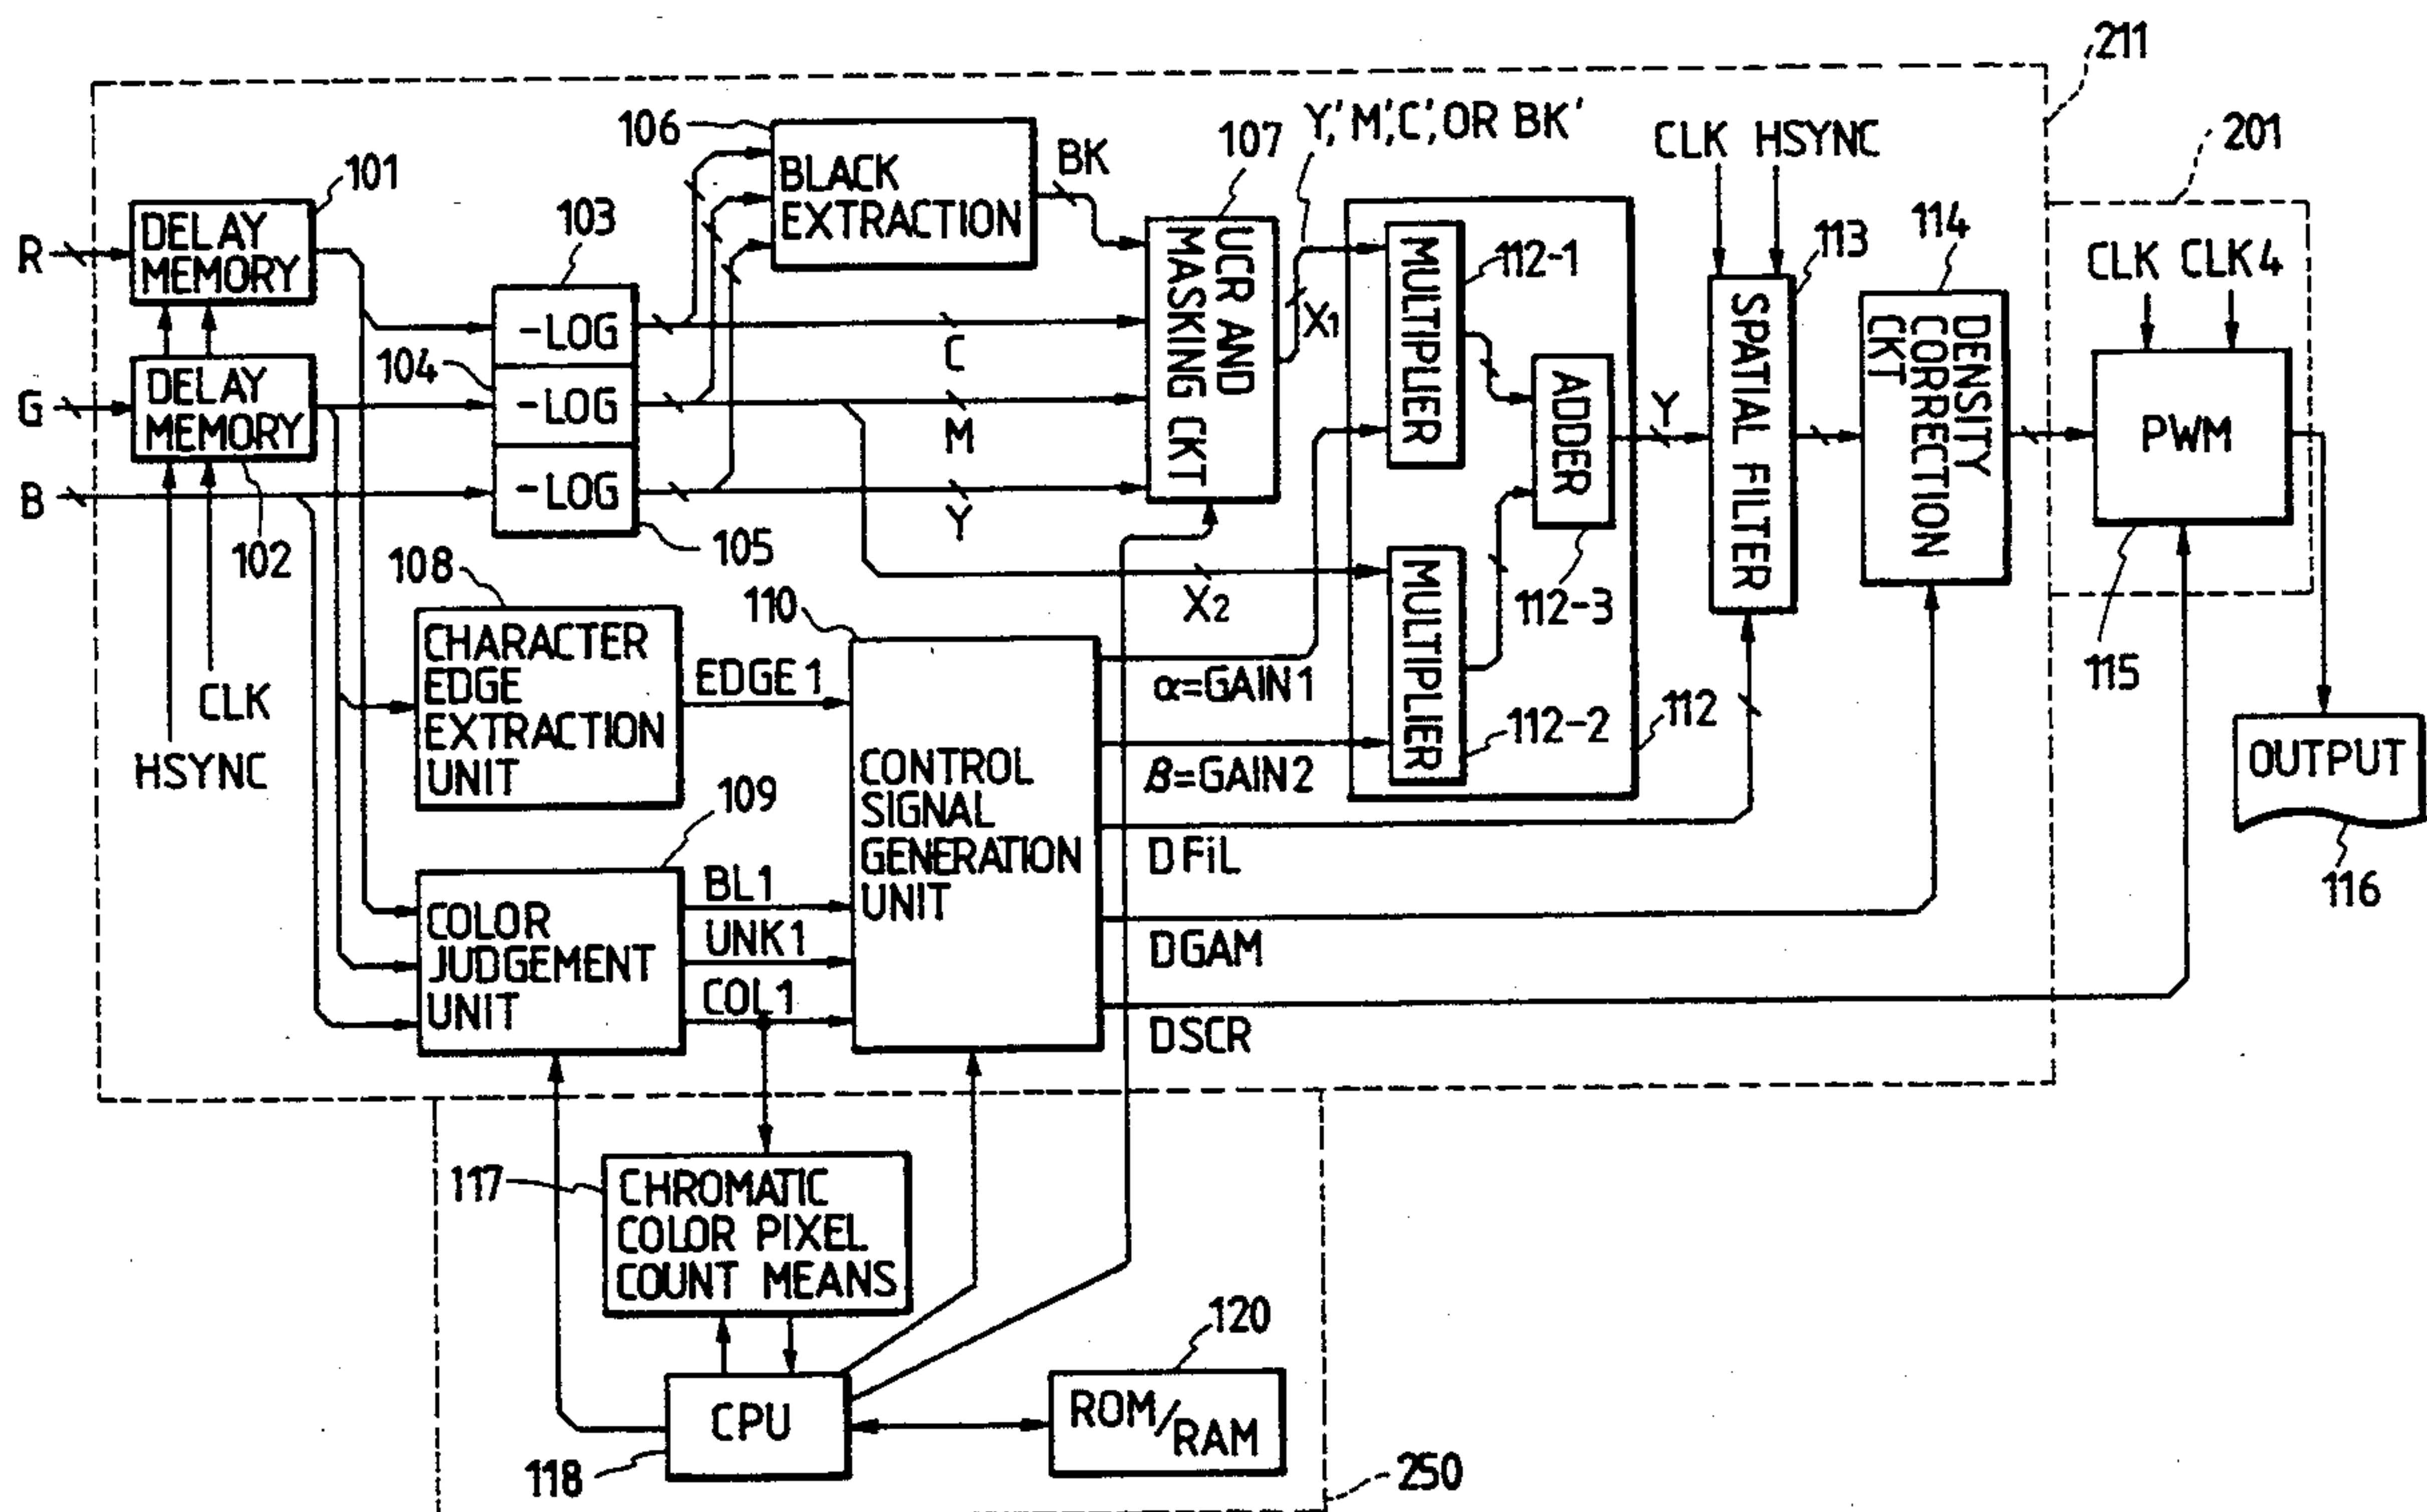 211
201
106
107
Y,'M,'C,'OR BK'
CLK HSYNC
BLACK
EXTRACTION
BK
101
DELAY
MEMORY
R
103
-LOG
104
-LOG
-LOG
105
C
M
Y
UCR AND
MASKING CKT
X1
MULTIPLIER
112-1
ADDER
112-3
Y
SPATIAL FILTER
113
114
DENSITY
CORRECTION
CKT
CLK CLK4
PWM
115
G
DELAY
MEMORY
102
B
CLK
HSYNC
108
CHARACTER
EDGE
EXTRACTION
UNIT
EDGE1
110
CONTROL
SIGNAL
GENERATION
UNIT
X2
MULTIPLIER
112-2
112
α=GAIN1
β=GAIN2
DFiL
DGAM
DSCR
OUTPUT
116
109
COLOR
JUDGEMENT
UNIT
BL1
UNK1
COL1
117
CHROMATIC
COLOR PIXEL
COUNT MEANS
CPU
118
120
ROM/RAM
250